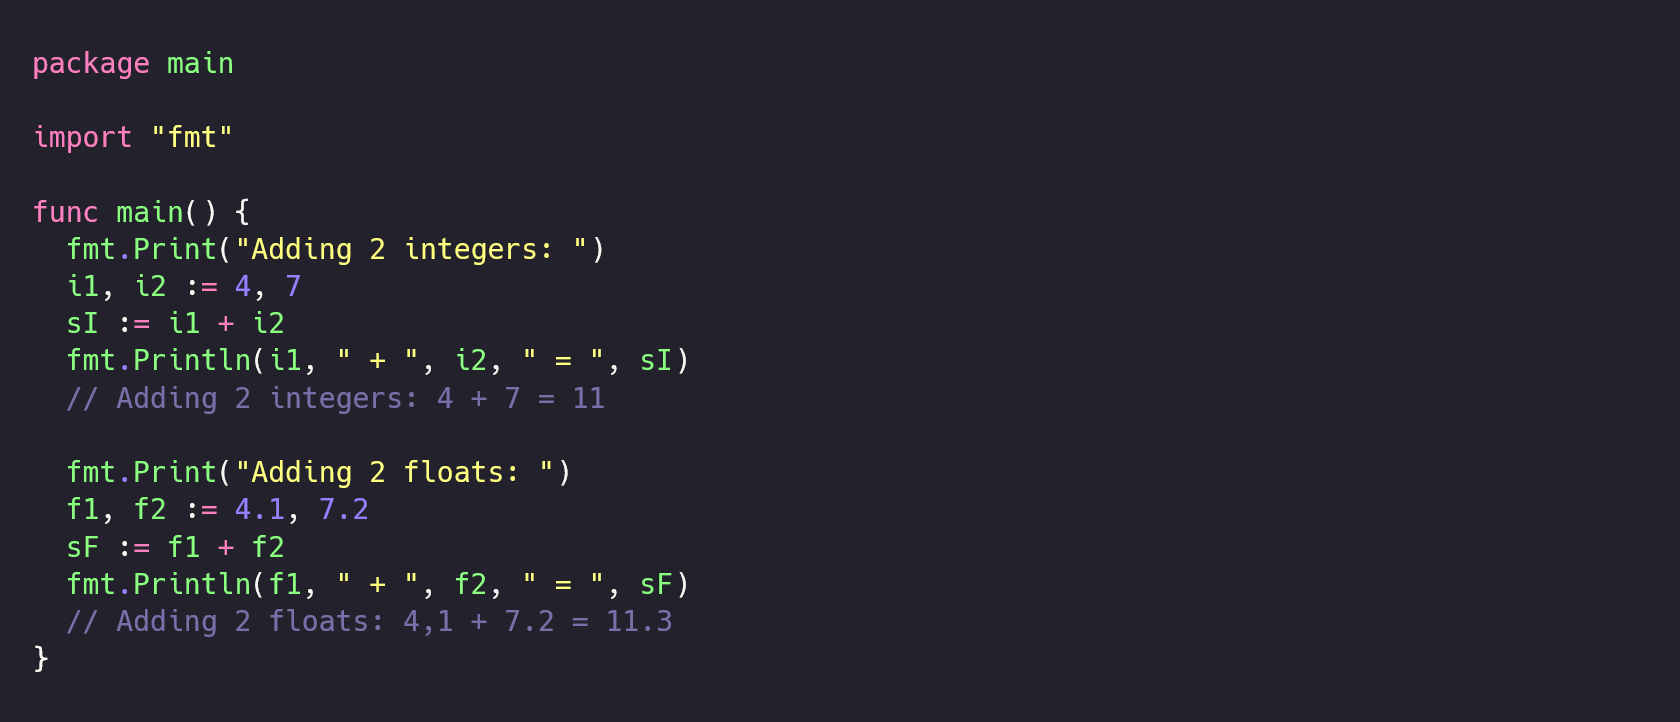 package main
import "fmt"
func main() {
  fmt.Print("Adding 2 integers: ")
  i1, i2 := 4, 7
  sI := i1 + i2
  fmt.Println(i1, " + ", i2, " = ", sI)
  // Adding 2 integers: 4 + 7 = 11
  fmt.Print("Adding 2 floats: ")
  f1, f2 := 4.1, 7.2
  sF := f1 + f2
  fmt.Println(f1, " + ", f2, " = ", sF)
  // Adding 2 floats: 4,1 + 7.2 = 11.3
}